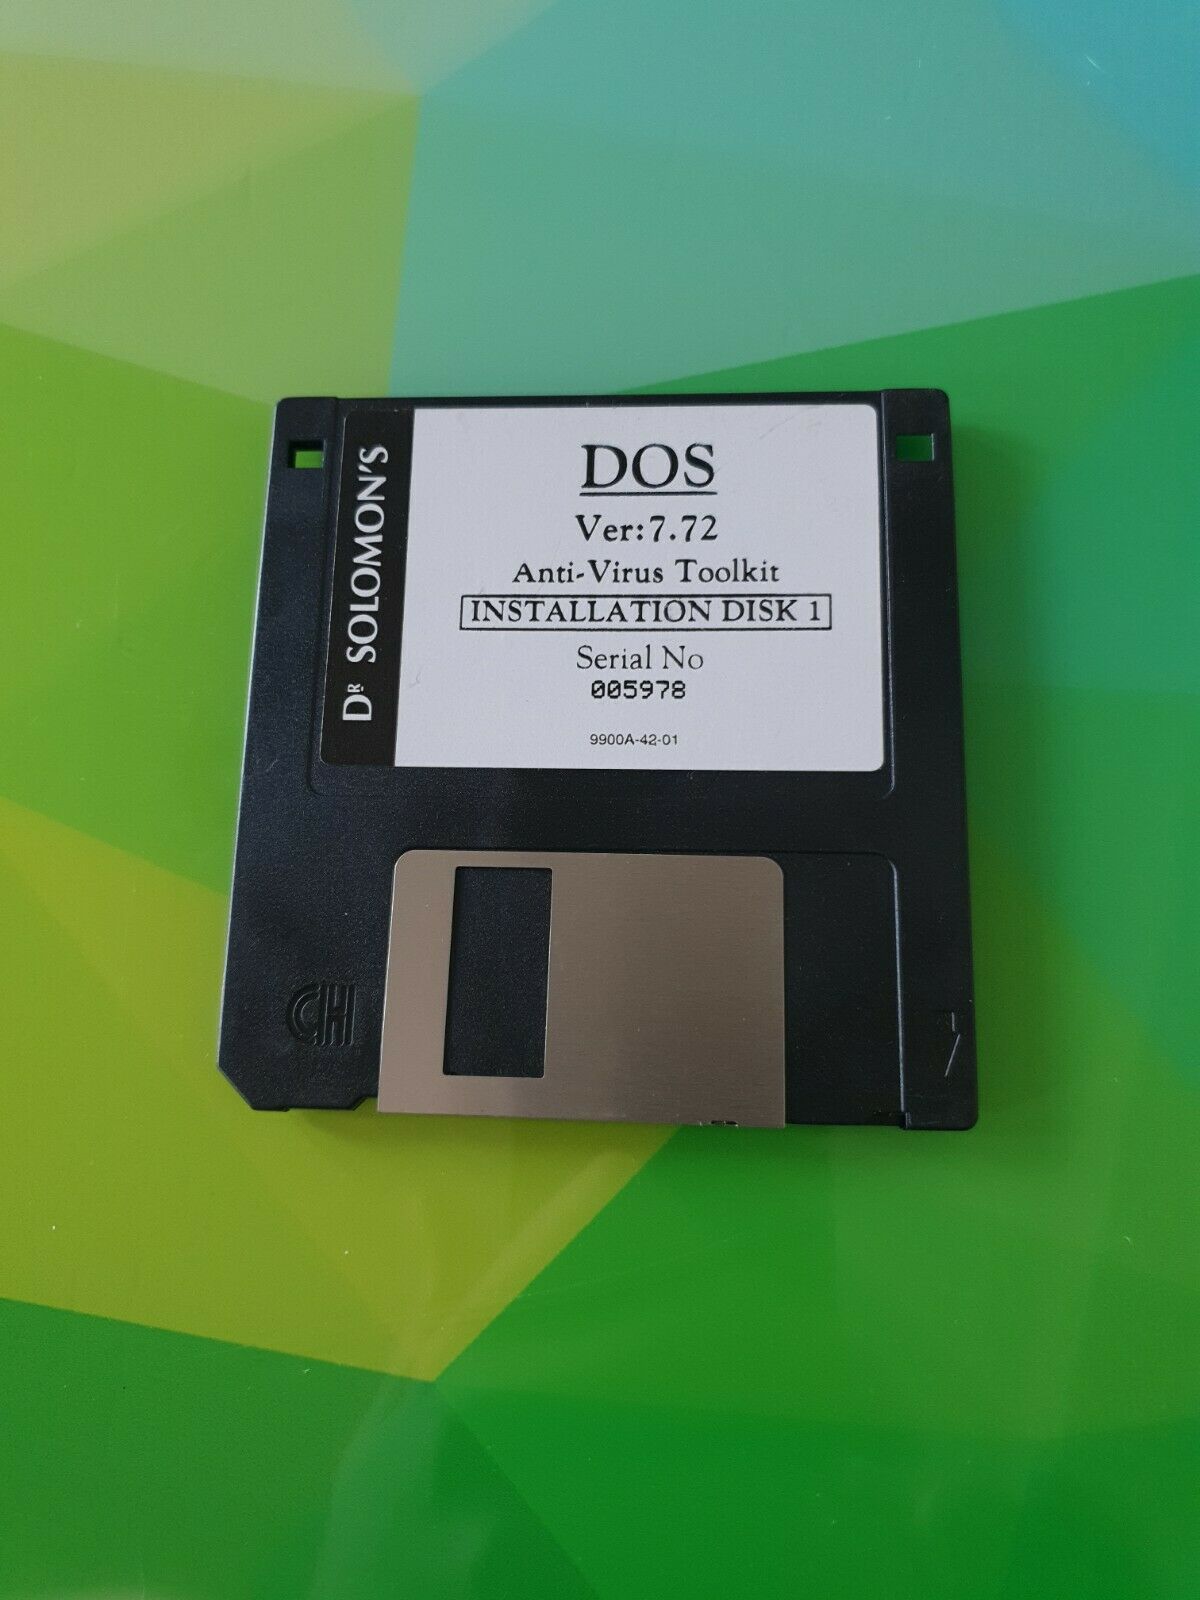 Dᴿ SOLOMON'S
DOS
Ver:7.72
Anti-Virus Toolkit
INSTALLATION DISK 1
Serial No
005978
9900A-42-01